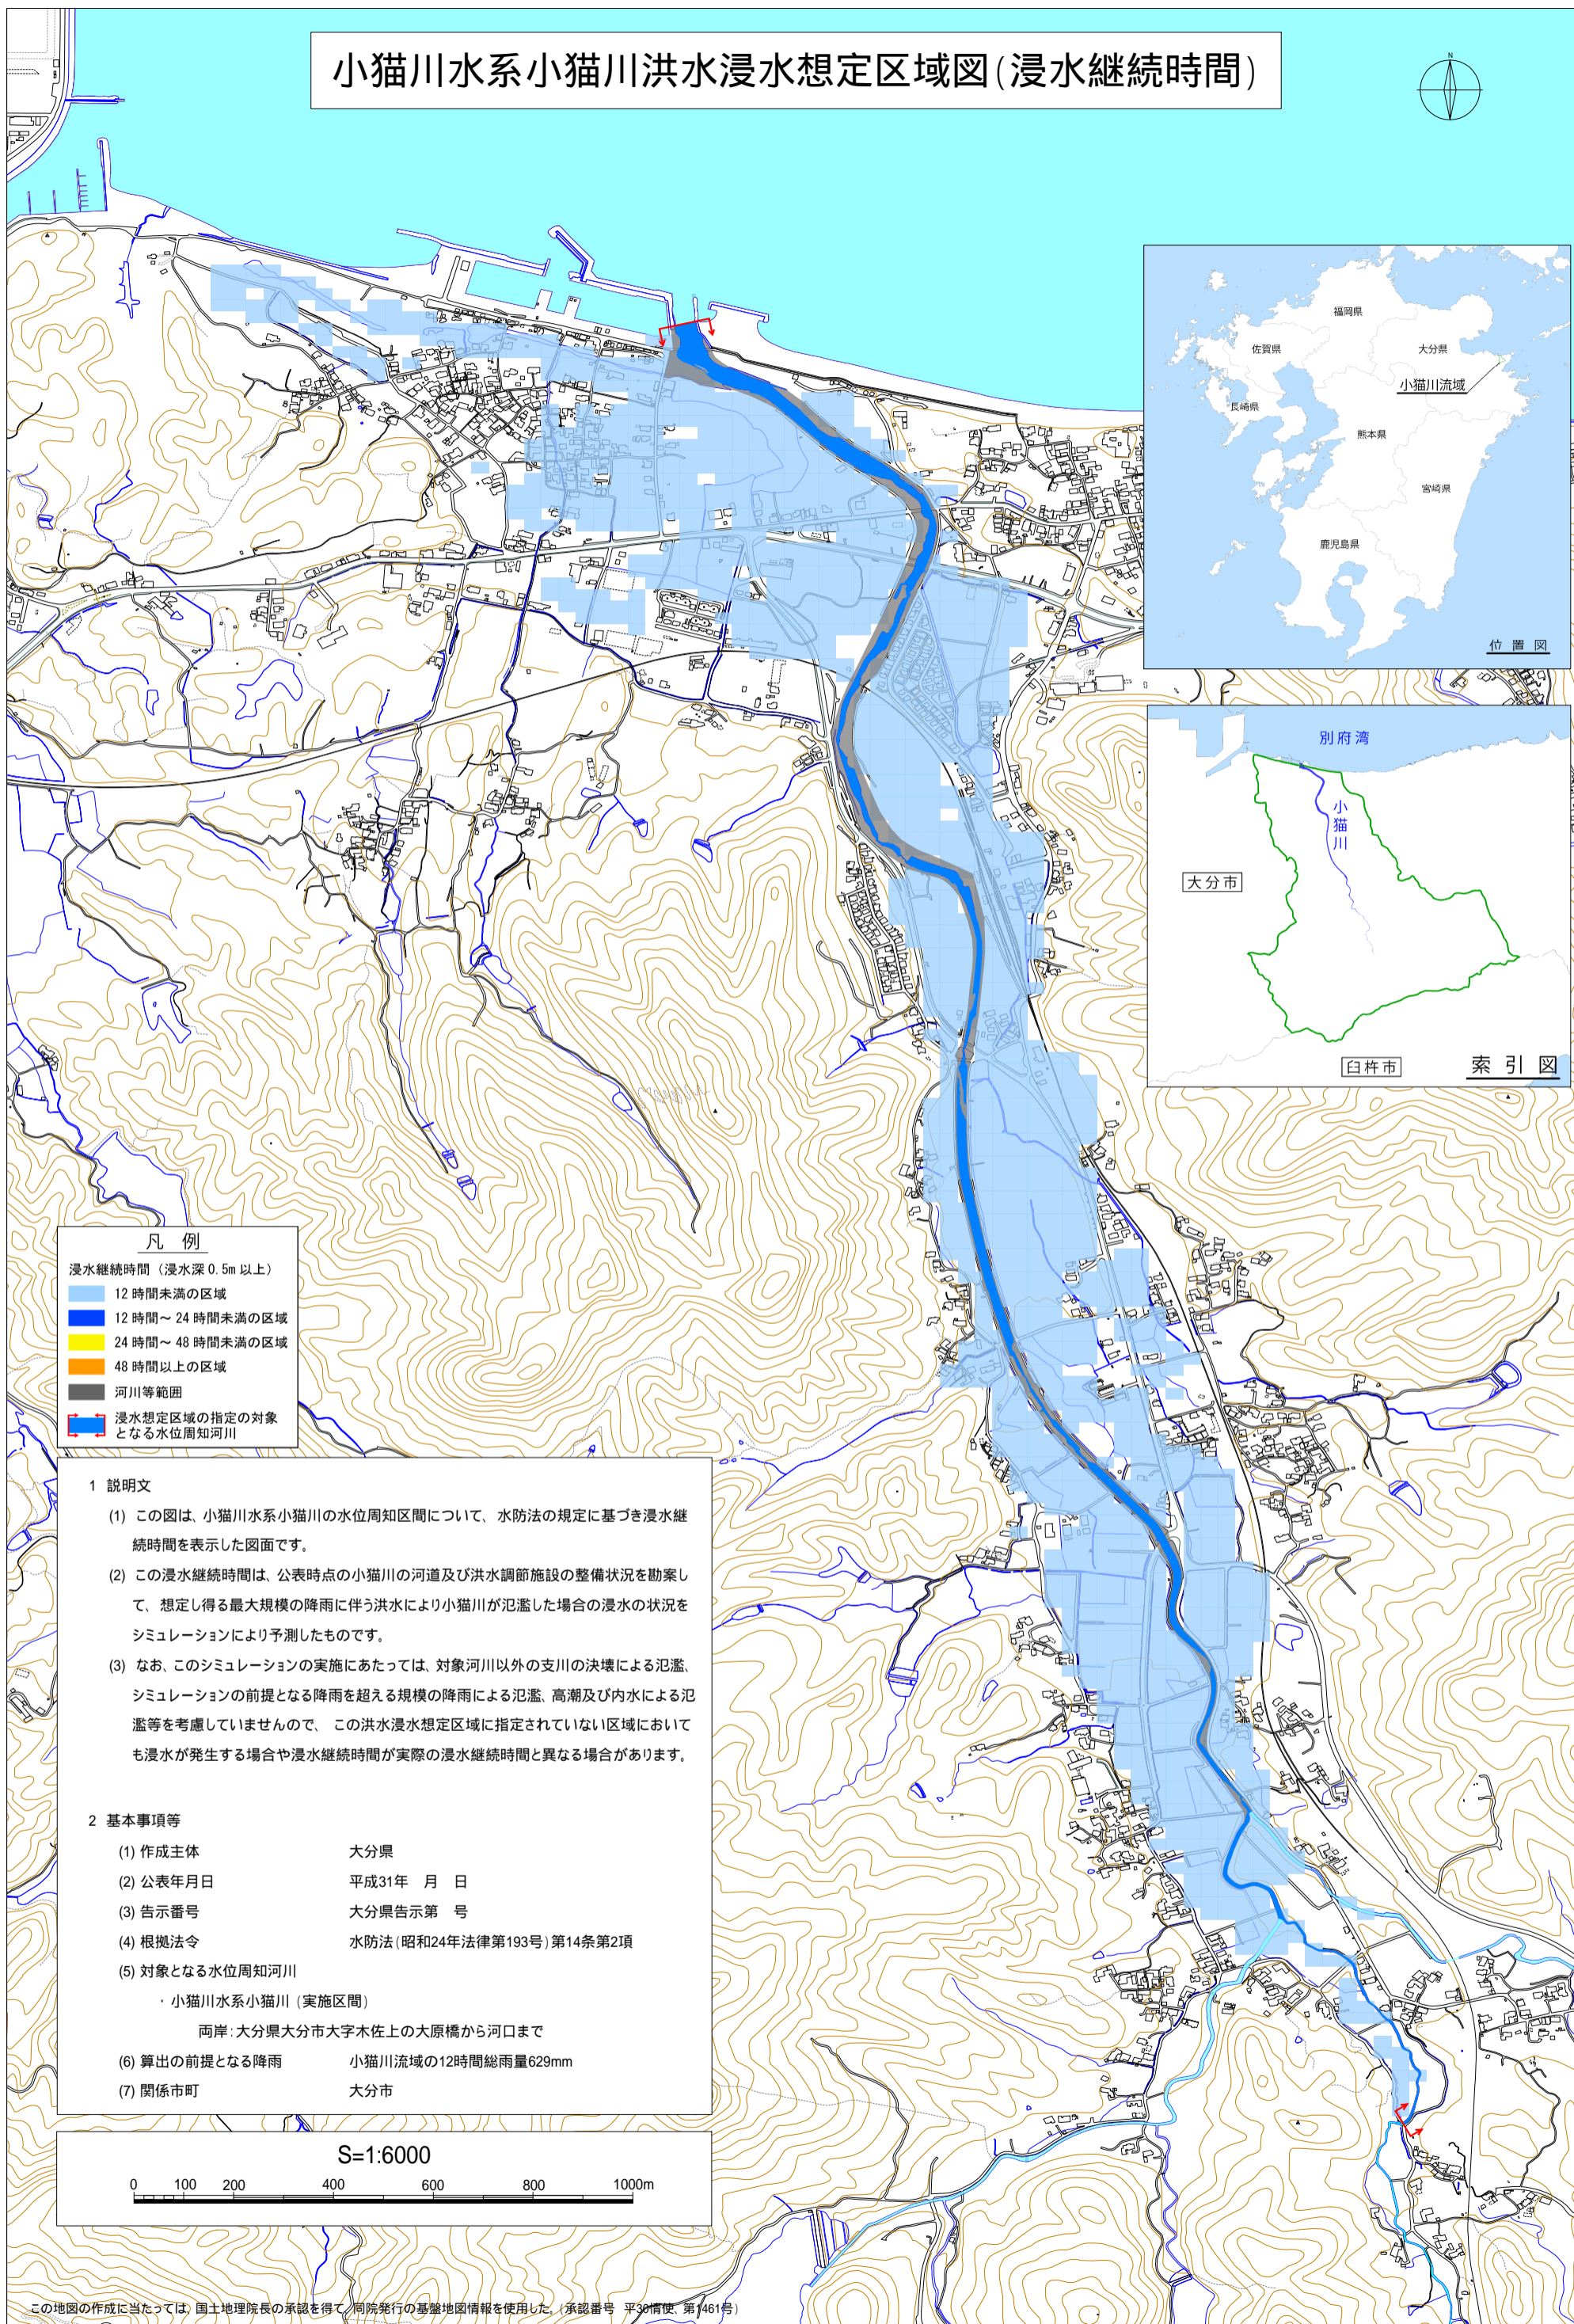 小猫川水系小猫川洪水浸水想定区域図(浸水継続時間)
N
福岡県
佐賀県
大分県
小猫川流域
長崎県
熊本県
宮崎県
鹿児島県
位置図
別府湾
小猫川
大分市
臼杵市
索引図
凡例
浸水継続時間（浸水深0.5m以上）
12時間未満の区域
12時間～24時間未満の区域
24時間～48時間未満の区域
48時間以上の区域
河川等範囲
浸水想定区域の指定の対象
となる水位周知河川
1 説明文
(1) この図は、小猫川水系小猫川の水位周知区間について、水防法の規定に基づき浸水継
続時間を表示した図面です。
(2) この浸水継続時間は、公表時点の小猫川の河道及び洪水調節施設の整備状況を勘案し
て、想定し得る最大規模の降雨に伴う洪水により小猫川が氾濫した場合の浸水の状況を
シミュレーションにより予測したものです。
(3) なお、このシミュレーションの実施にあたっては、対象河川以外の支川の決壊による氾濫、
シミュレーションの前提となる降雨を超える規模の降雨による氾濫、高潮及び内水による氾
濫等を考慮していませんので、この洪水浸水想定区域に指定されていない区域において
も浸水が発生する場合や浸水継続時間が実際の浸水継続時間と異なる場合があります。
2 基本事項等
(1) 作成主体 大分県
(2) 公表年月日 平成31年 月 日
(3) 告示番号 大分県告示第 号
(4) 根拠法令 水防法(昭和24年法律第193号)第14条第2項
(5) 対象となる水位周知河川
・小猫川水系小猫川(実施区間)
両岸:大分県大分市大字木佐上の大原橋から河口まで
(6) 算出の前提となる降雨 小猫川流域の12時間総雨量629mm
(7) 関係市町 大分市
S=1:6000
0 100 200 400 600 800 1000m
この地図の作成に当たっては、国土地理院長の承認を得て、同院発行の基盤地図情報を使用した。(承認番号 平30情使、第1461号)